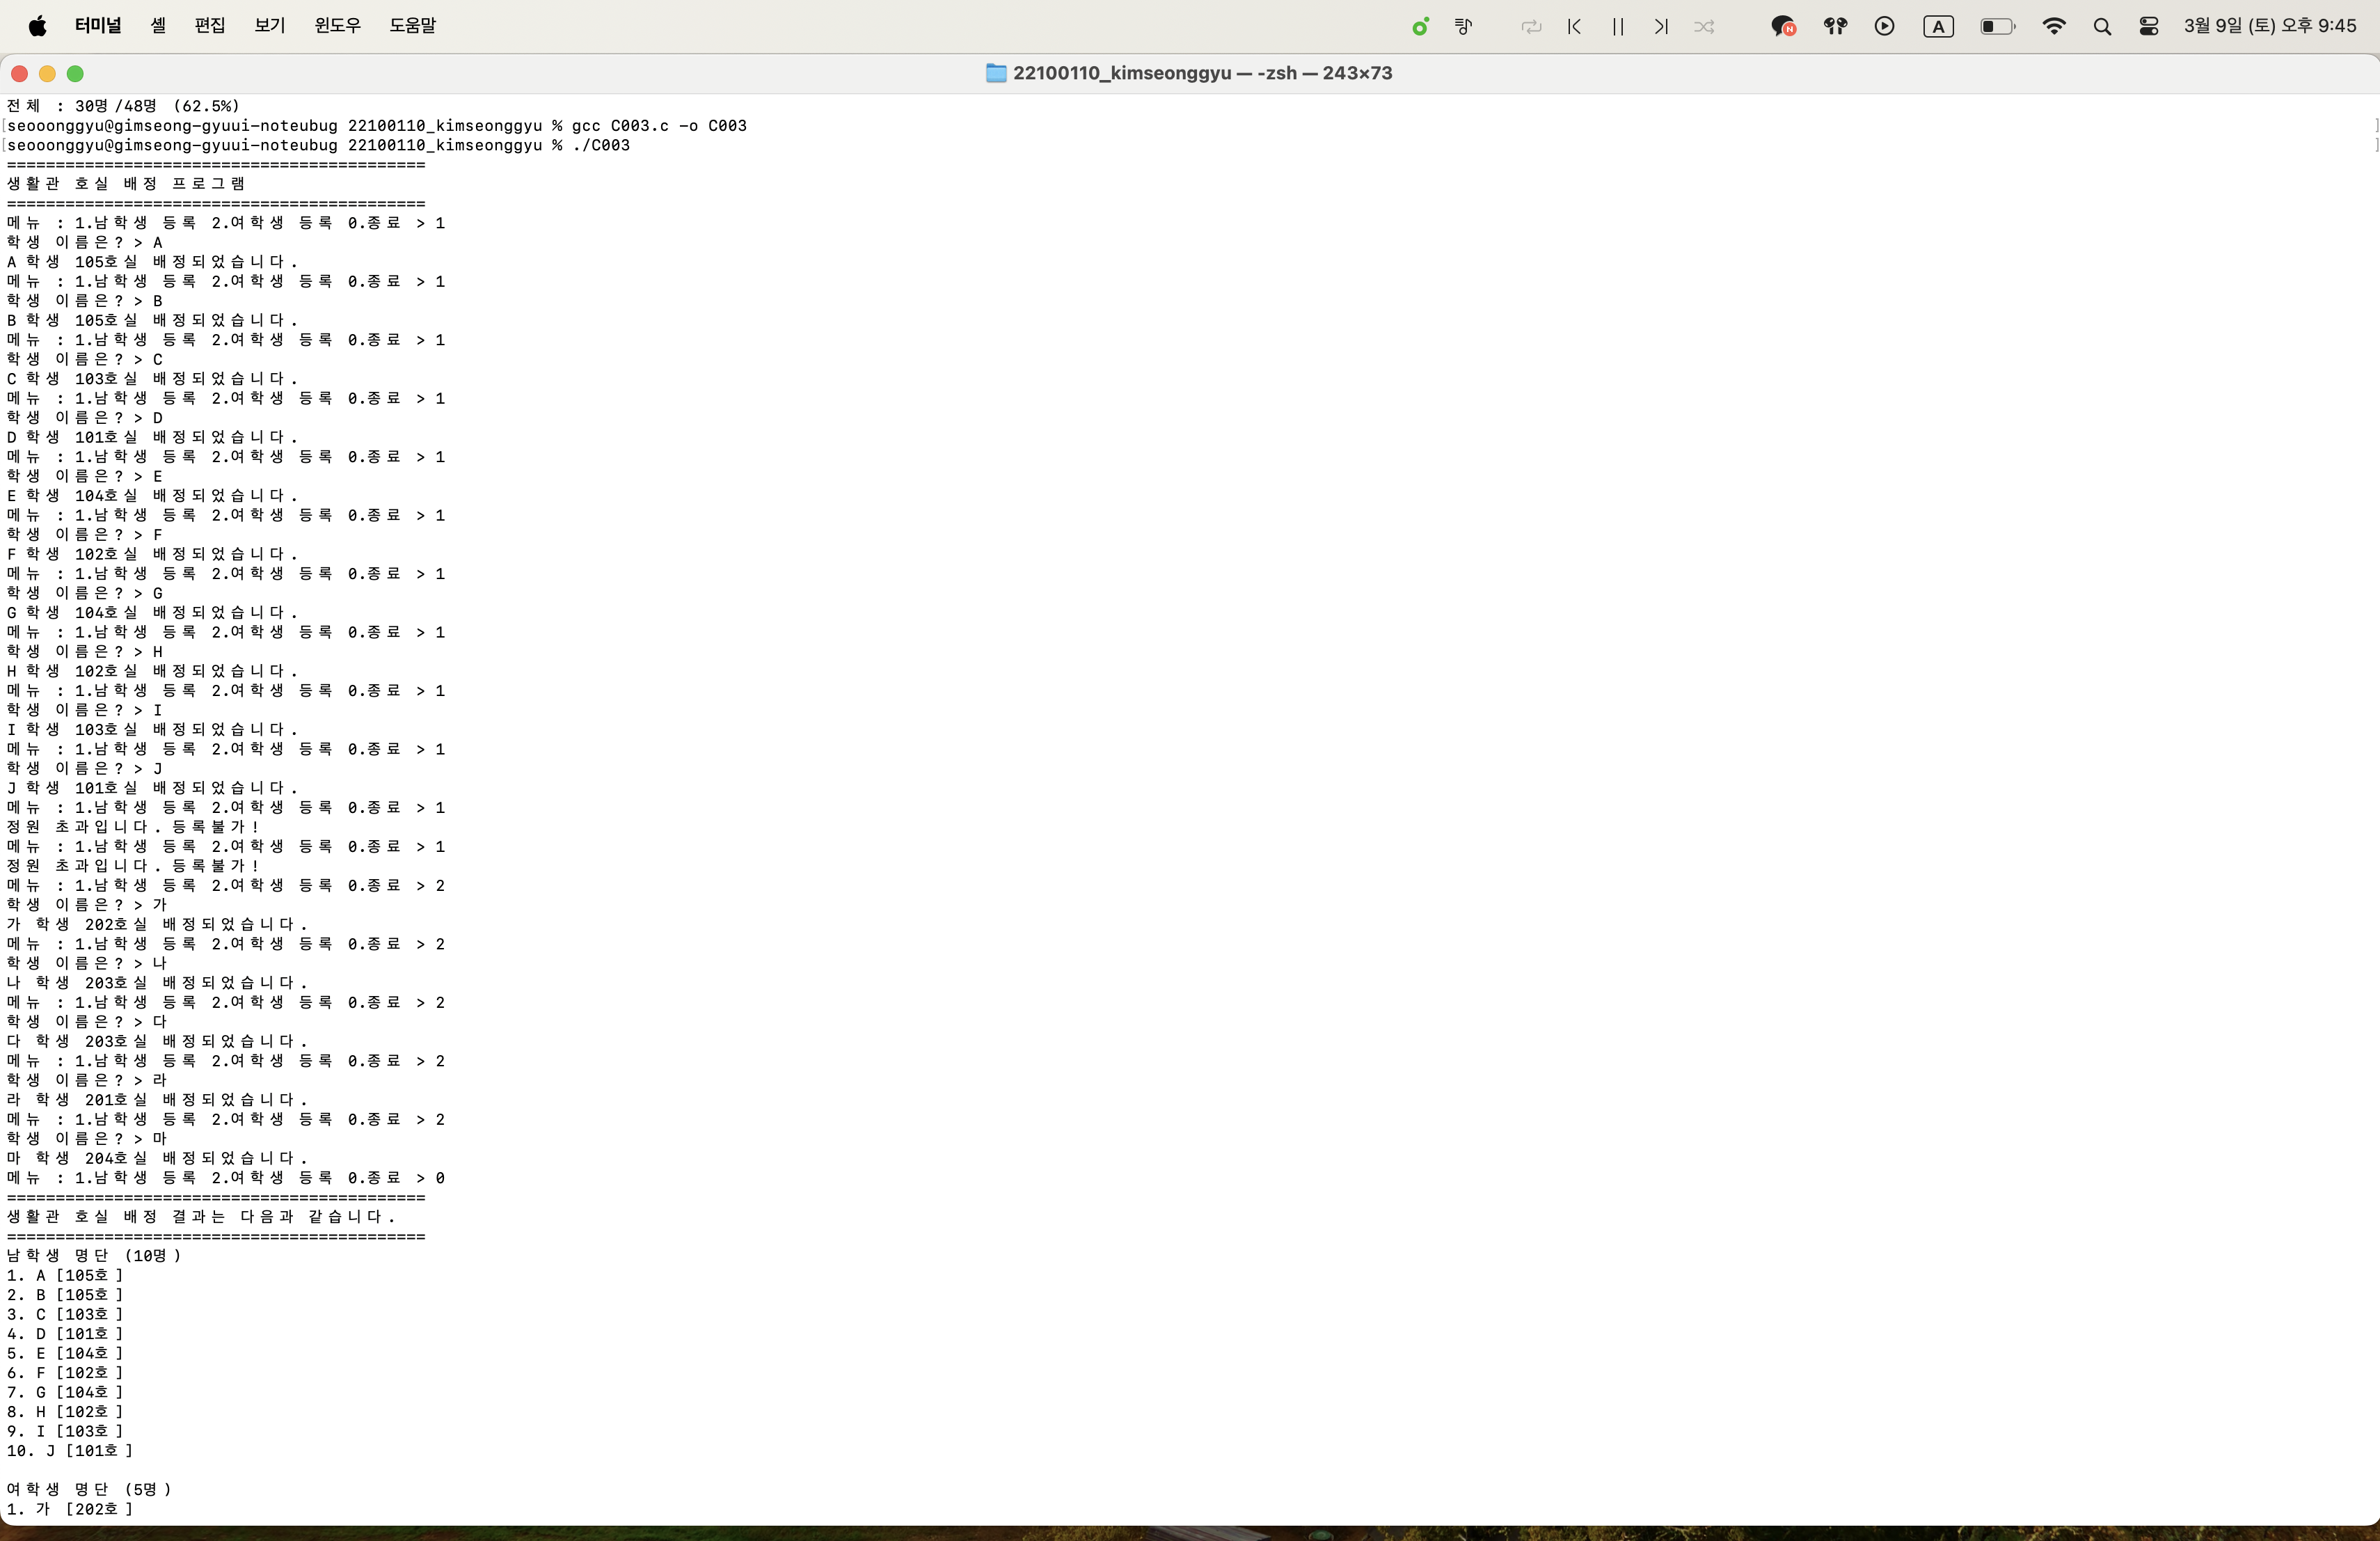 터미널 셸 편집 보기 윈도우 도움말 A 3월 9일 (토) 오후 9:45
22100110_kimseonggyu — -zsh — 243×73
전체 : 30명/48명 (62.5%)
[seooonggyu@gimseong-gyuui-noteubug 22100110_kimseonggyu % gcc C003.c -o C003 ]
[seooonggyu@gimseong-gyuui-noteubug 22100110_kimseonggyu % ./C003 ]
===========================================
생활관 호실 배정 프로그램
===========================================
메뉴 : 1.남학생 등록 2.여학생 등록 0.종료 > 1
학생 이름은? > A
A 학생 105호실 배정되었습니다.
메뉴 : 1.남학생 등록 2.여학생 등록 0.종료 > 1
학생 이름은? > B
B 학생 105호실 배정되었습니다.
메뉴 : 1.남학생 등록 2.여학생 등록 0.종료 > 1
학생 이름은? > C
C 학생 103호실 배정되었습니다.
메뉴 : 1.남학생 등록 2.여학생 등록 0.종료 > 1
학생 이름은? > D
D 학생 101호실 배정되었습니다.
메뉴 : 1.남학생 등록 2.여학생 등록 0.종료 > 1
학생 이름은? > E
E 학생 104호실 배정되었습니다.
메뉴 : 1.남학생 등록 2.여학생 등록 0.종료 > 1
학생 이름은? > F
F 학생 102호실 배정되었습니다.
메뉴 : 1.남학생 등록 2.여학생 등록 0.종료 > 1
학생 이름은? > G
G 학생 104호실 배정되었습니다.
메뉴 : 1.남학생 등록 2.여학생 등록 0.종료 > 1
학생 이름은? > H
H 학생 102호실 배정되었습니다.
메뉴 : 1.남학생 등록 2.여학생 등록 0.종료 > 1
학생 이름은? > I
I 학생 103호실 배정되었습니다.
메뉴 : 1.남학생 등록 2.여학생 등록 0.종료 > 1
학생 이름은? > J
J 학생 101호실 배정되었습니다.
메뉴 : 1.남학생 등록 2.여학생 등록 0.종료 > 1
정원 초과입니다. 등록불가!
메뉴 : 1.남학생 등록 2.여학생 등록 0.종료 > 1
정원 초과입니다. 등록불가!
메뉴 : 1.남학생 등록 2.여학생 등록 0.종료 > 2
학생 이름은? > 가
가 학생 202호실 배정되었습니다.
메뉴 : 1.남학생 등록 2.여학생 등록 0.종료 > 2
학생 이름은? > 나
나 학생 203호실 배정되었습니다.
메뉴 : 1.남학생 등록 2.여학생 등록 0.종료 > 2
학생 이름은? > 다
다 학생 203호실 배정되었습니다.
메뉴 : 1.남학생 등록 2.여학생 등록 0.종료 > 2
학생 이름은? > 라
라 학생 201호실 배정되었습니다.
메뉴 : 1.남학생 등록 2.여학생 등록 0.종료 > 2
학생 이름은? > 마
마 학생 204호실 배정되었습니다.
메뉴 : 1.남학생 등록 2.여학생 등록 0.종료 > 0
===========================================
생활관 호실 배정 결과는 다음과 같습니다.
===========================================
남학생 명단 (10명)
1. A [105호]
2. B [105호]
3. C [103호]
4. D [101호]
5. E [104호]
6. F [102호]
7. G [104호]
8. H [102호]
9. I [103호]
10. J [101호]
여학생 명단 (5명)
1. 가 [202호]